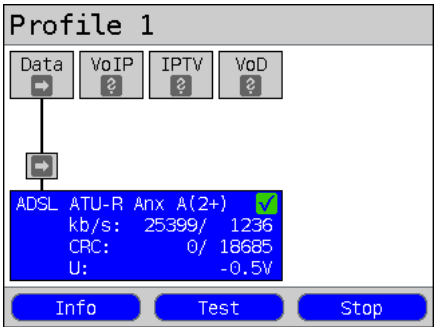 Profile 1
Data VoIP IPTV VoD
ADSL ATU-R Anx A(2+)
kb/s: 25399/ 1236
CRC: 0/ 18685
U: -0.5V
Info Test Stop